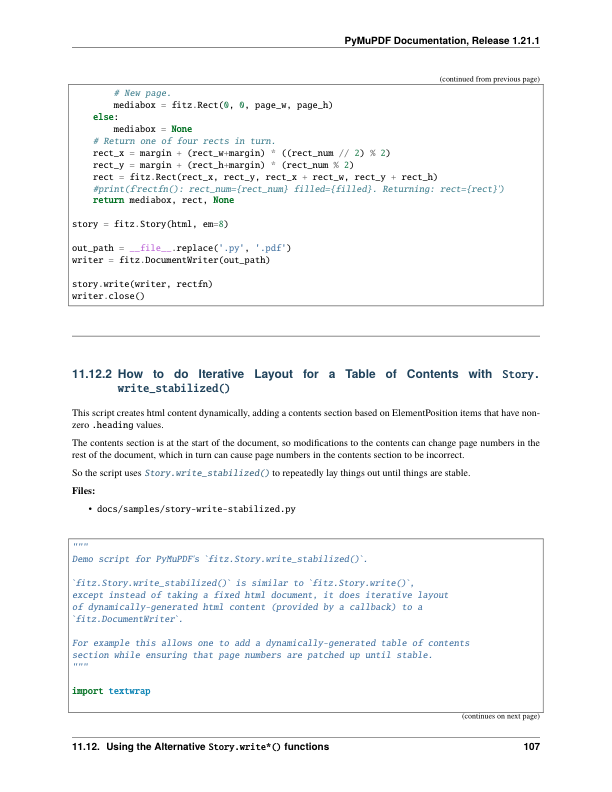 PyMuPDF Documentation, Release 1.21.1
(continued from previous page)
        # New page.
        mediabox = fitz.Rect(0, 0, page_w, page_h)
    else:
        mediabox = None
    # Return one of four rects in turn.
    rect_x = margin + (rect_w+margin) * ((rect_num // 2) % 2)
    rect_y = margin + (rect_h+margin) * (rect_num % 2)
    rect = fitz.Rect(rect_x, rect_y, rect_x + rect_w, rect_y + rect_h)
    #print(f'rectfn(): rect_num={rect_num} filled={filled}. Returning: rect={rect}')
    return mediabox, rect, None

story = fitz.Story(html, em=8)

out_path = __file__.replace('.py', '.pdf')
writer = fitz.DocumentWriter(out_path)

story.write(writer, rectfn)
writer.close()

11.12.2 How to do Iterative Layout for a Table of Contents with Story.
write_stabilized()
This script creates html content dynamically, adding a contents section based on ElementPosition items that have non-
zero .heading values.
The contents section is at the start of the document, so modifications to the contents can change page numbers in the
rest of the document, which in turn can cause page numbers in the contents section to be incorrect.
So the script uses Story.write_stabilized() to repeatedly lay things out until things are stable.
Files:
• docs/samples/story-write-stabilized.py

"""
Demo script for PyMuPDF's `fitz.Story.write_stabilized()`.

`fitz.Story.write_stabilized()` is similar to `fitz.Story.write()`,
except instead of taking a fixed html document, it does iterative layout
of dynamically-generated html content (provided by a callback) to a
`fitz.DocumentWriter`.

For example this allows one to add a dynamically-generated table of contents
section while ensuring that page numbers are patched up until stable.
"""

import textwrap
(continues on next page)
11.12. Using the Alternative Story.write*() functions 107